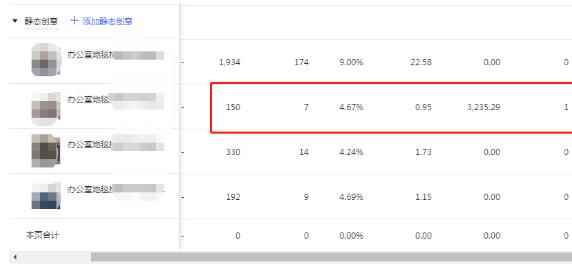 静态创意 + 添加静态创意
办公室地毯
- 1,934 174 9.00% 22.58 0.00 0
办公室地毯
- 150 7 4.67% 0.95 3,235.29 1
办公室地毯
- 330 14 4.24% 1.73 0.00 0
办公室地毯
- 192 9 4.69% 1.15 0.00 0
本页合计 - 0 0 0.00% 0.00 0.00 0